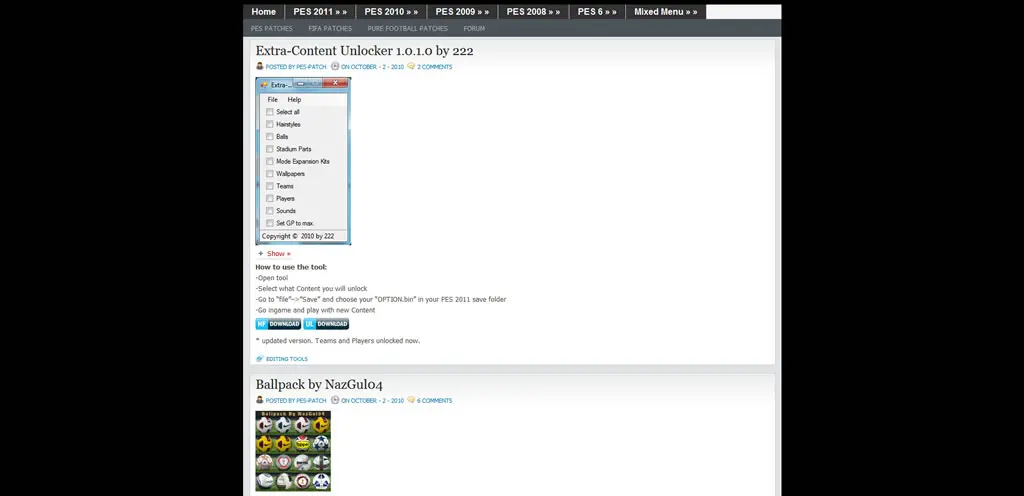 Home PES 2011 » » PES 2010 » » PES 2009 » » PES 2008 » » PES 6 » » Mixed Menu » »
PES PATCHES FIFA PATCHES PURE FOOTBALL PATCHES FORUM
Extra-Content Unlocker 1.0.1.0 by 222
POSTED BY PES-PATCH ON OCTOBER - 2 - 2010 2 COMMENTS
Extra-...
File Help
Select all
Hairstyles
Balls
Stadium Parts
Mode Expansion Kits
Wallpapers
Teams
Players
Sounds
Set GP to max.
Copyright © 2010 by 222
+ Show »
How to use the tool:
-Open tool
-Select what Content you will unlock
-Go to "file"->"Save" and choose your "OPTION.bin" in your PES 2011 save folder
-Go ingame and play with new Content
MF DOWNLOAD UL DOWNLOAD
* updated version. Teams and Players unlocked now.
EDITING TOOLS
Ballpack by NazGul04
POSTED BY PES-PATCH ON OCTOBER - 2 - 2010 6 COMMENTS
Ballpack By NazGul04